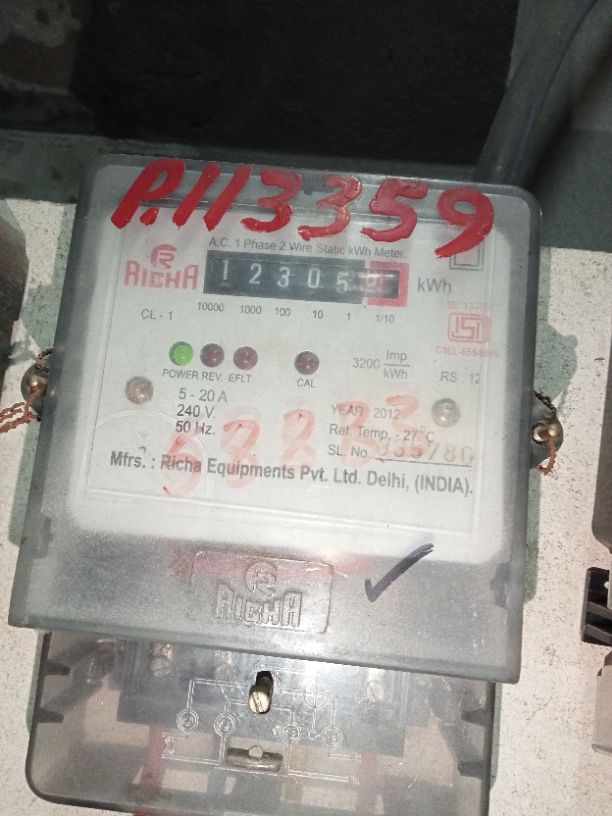 P.113359
A.C. 1 Phase 2 Wire Static kWh Meter
RICHA
12305 kWh
CL - 1 10000 1000 100 10 1 1/10
POWER REV. EFLT CAL
3200 Imp/kWh RS 12
5 - 20 A
240 V.
50 Hz.
YEAR 2012
Ref. Temp. - 27°C
SL. No.
Mfrs. : Richa Equipments Pvt. Ltd. Delhi, (INDIA).
RICHA